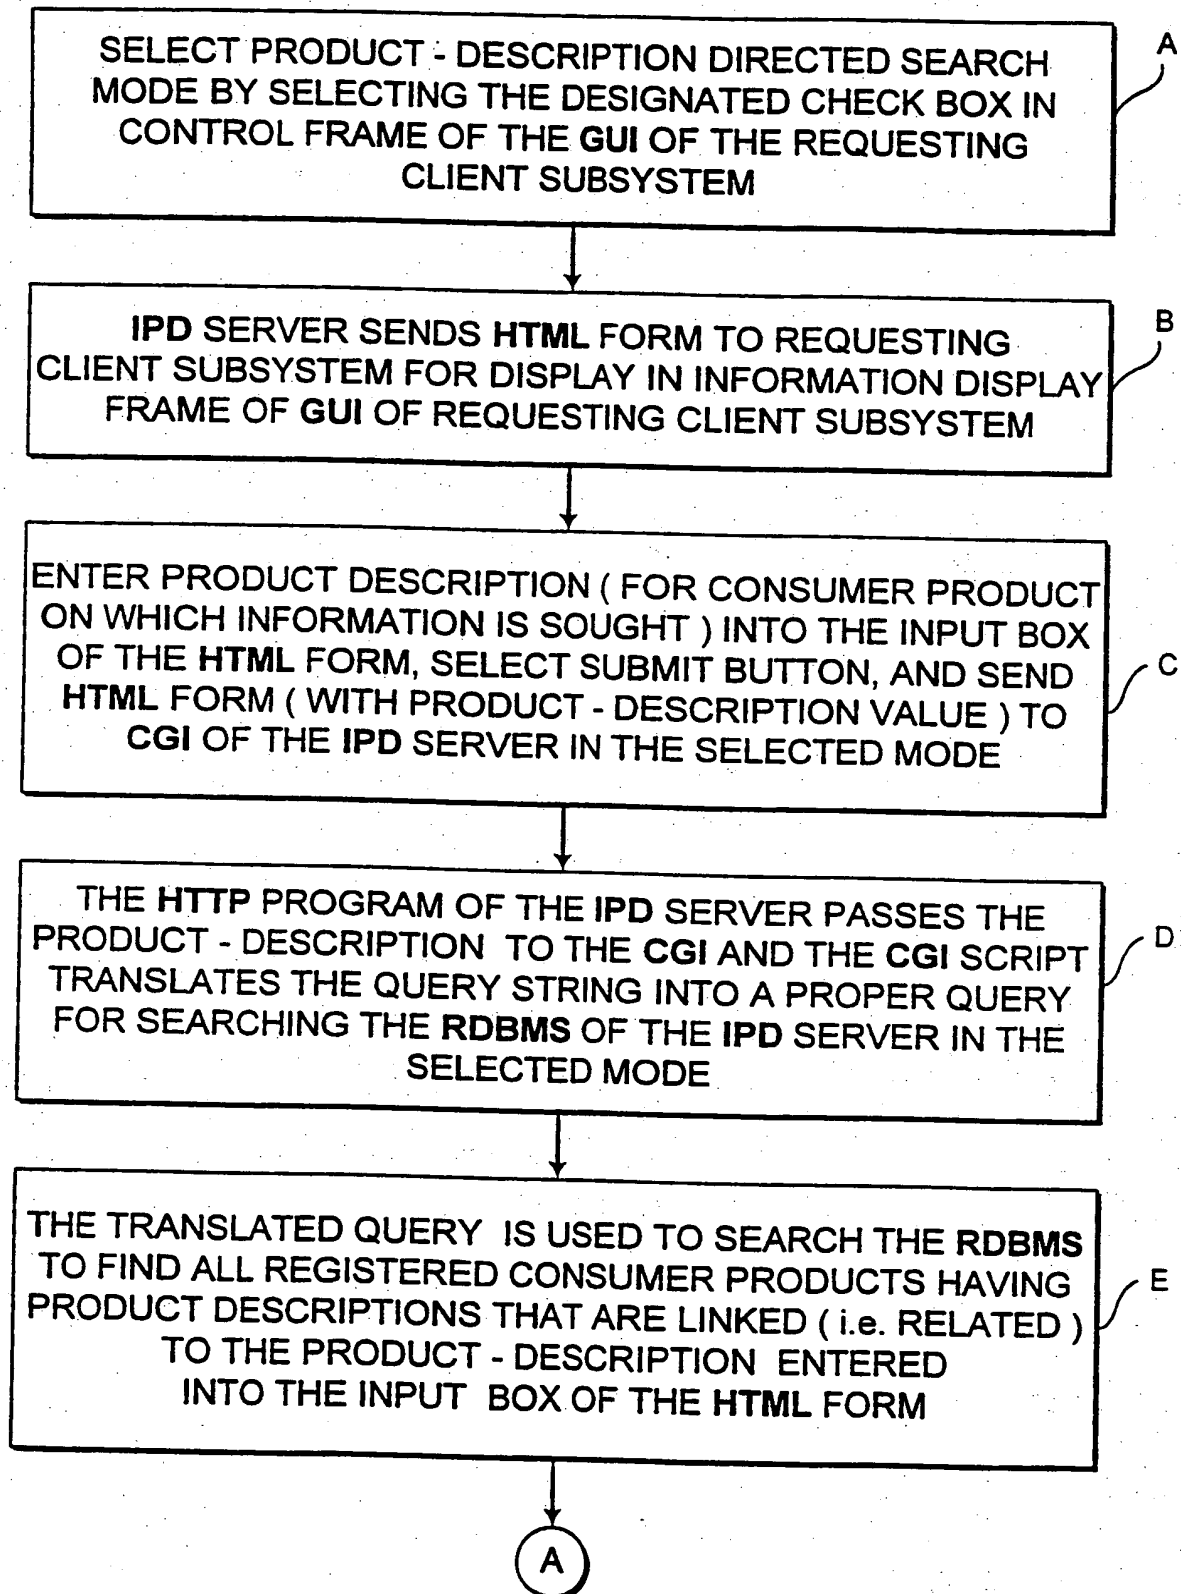 SELECT PRODUCT - DESCRIPTION DIRECTED SEARCH
MODE BY SELECTING THE DESIGNATED CHECK BOX IN
CONTROL FRAME OF THE GUI OF THE REQUESTING
CLIENT SUBSYSTEM
A
IPD SERVER SENDS HTML FORM TO REQUESTING
CLIENT SUBSYSTEM FOR DISPLAY IN INFORMATION DISPLAY
FRAME OF GUI OF REQUESTING CLIENT SUBSYSTEM
B
ENTER PRODUCT DESCRIPTION ( FOR CONSUMER PRODUCT
ON WHICH INFORMATION IS SOUGHT ) INTO THE INPUT BOX
OF THE HTML FORM, SELECT SUBMIT BUTTON, AND SEND
HTML FORM ( WITH PRODUCT - DESCRIPTION VALUE ) TO
CGI OF THE IPD SERVER IN THE SELECTED MODE
C
THE HTTP PROGRAM OF THE IPD SERVER PASSES THE
PRODUCT - DESCRIPTION TO THE CGI AND THE CGI SCRIPT
TRANSLATES THE QUERY STRING INTO A PROPER QUERY
FOR SEARCHING THE RDBMS OF THE IPD SERVER IN THE
SELECTED MODE
D
THE TRANSLATED QUERY IS USED TO SEARCH THE RDBMS
TO FIND ALL REGISTERED CONSUMER PRODUCTS HAVING
PRODUCT DESCRIPTIONS THAT ARE LINKED ( i.e. RELATED )
TO THE PRODUCT - DESCRIPTION ENTERED
INTO THE INPUT BOX OF THE HTML FORM
E
A